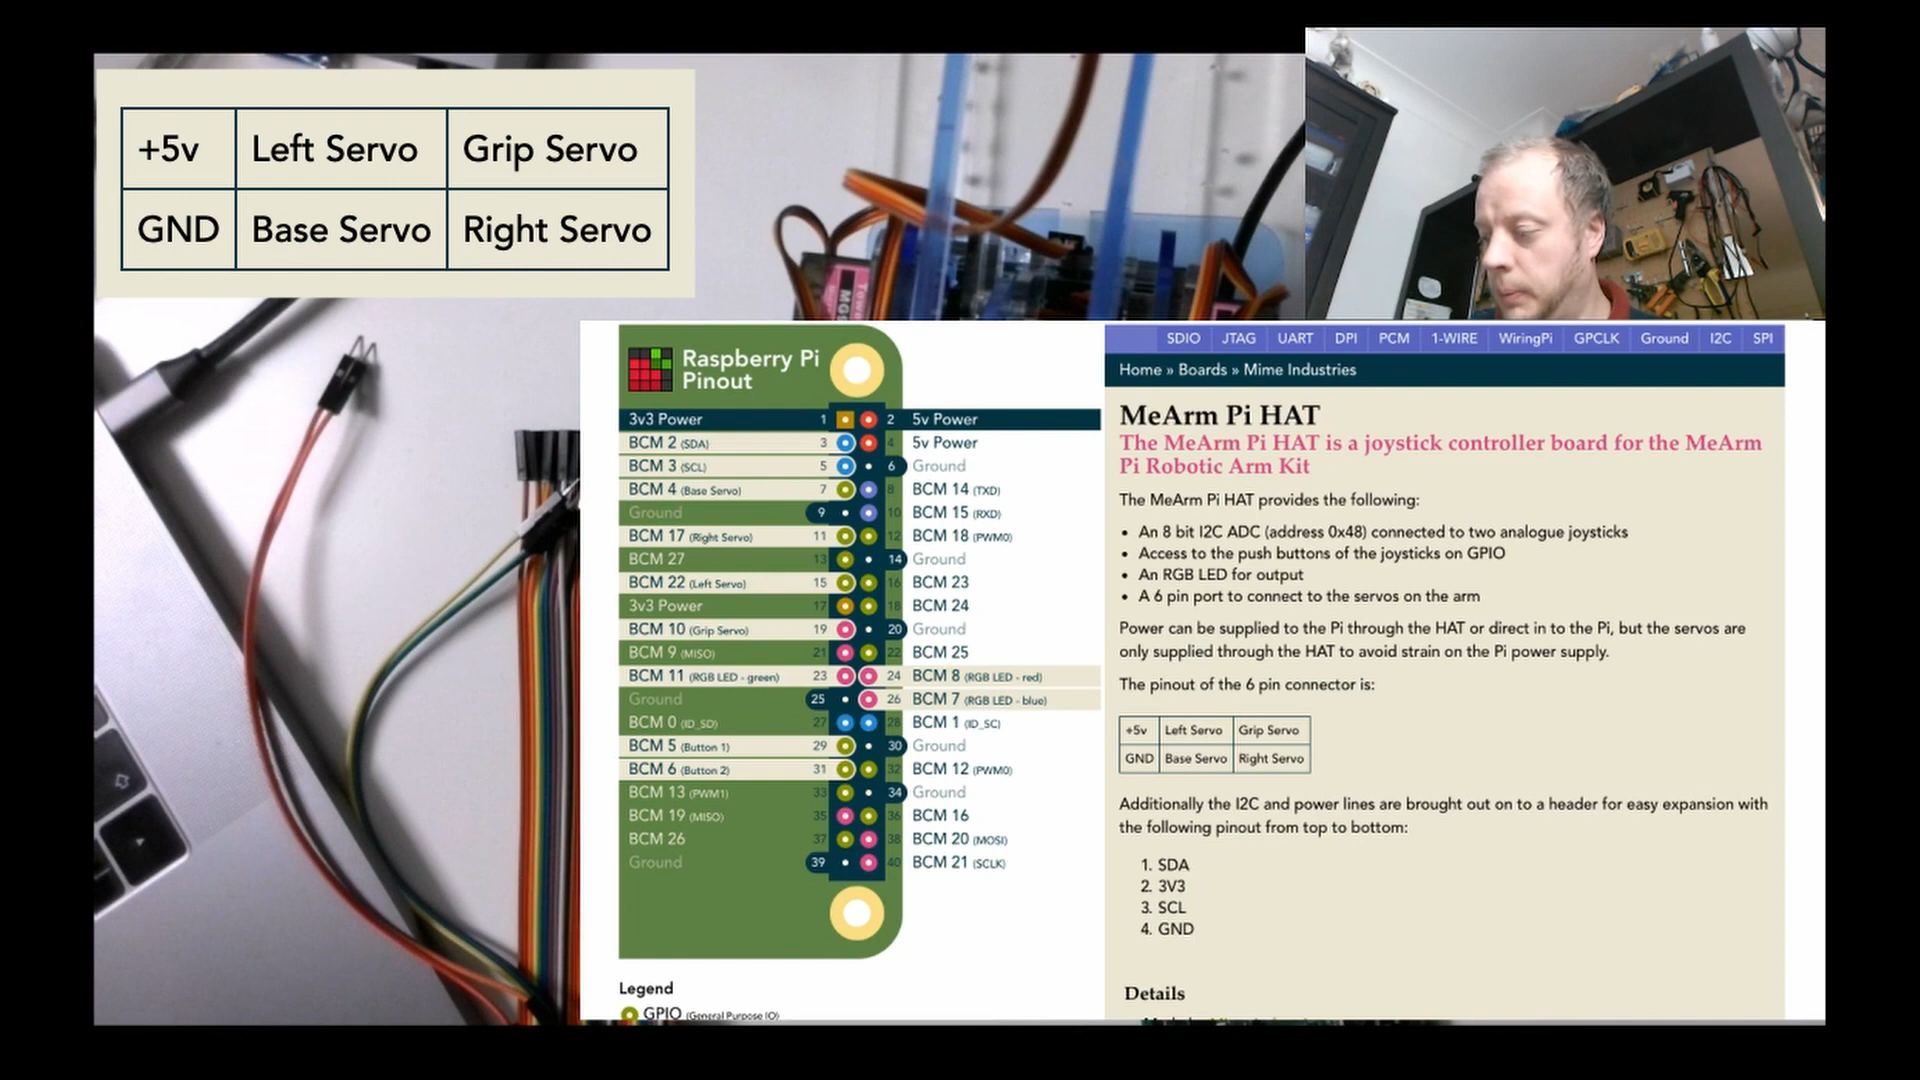 +5v Left Servo Grip Servo
GND Base Servo Right Servo
MG9
Raspberry Pi
Pinout
3v3 Power 1 2 5v Power
BCM 2 (SDA) 3 4 5v Power
BCM 3 (SCL) 5 6 Ground
BCM 4 (Base Servo) 7 8 BCM 14 (TXD)
Ground 9 10 BCM 15 (RXD)
BCM 17 (Right Servo) 11 12 BCM 18 (PWM0)
BCM 27 13 14 Ground
BCM 22 (Left Servo) 15 16 BCM 23
3v3 Power 17 18 BCM 24
BCM 10 (Grip Servo) 19 20 Ground
BCM 9 (MISO) 21 22 BCM 25
BCM 11 (RGB LED - green) 23 24 BCM 8 (RGB LED - red)
Ground 25 26 BCM 7 (RGB LED - blue)
BCM 0 (ID_SD) 27 28 BCM 1 (ID_SC)
BCM 5 (Button 1) 29 30 Ground
BCM 6 (Button 2) 31 32 BCM 12 (PWM0)
BCM 13 (PWM1) 33 34 Ground
BCM 19 (MISO) 35 36 BCM 16
BCM 26 37 38 BCM 20 (MOSI)
Ground 39 40 BCM 21 (SCLK)
Legend
GPIO (General Purpose IO)
SDIO JTAG UART DPI PCM 1-WIRE WiringPi GPCLK Ground I2C SPI
Home » Boards » Mime Industries
MeArm Pi HAT
The MeArm Pi HAT is a joystick controller board for the MeArm
Pi Robotic Arm Kit
The MeArm Pi HAT provides the following:
• An 8 bit I2C ADC (address 0x48) connected to two analogue joysticks
• Access to the push buttons of the joysticks on GPIO
• An RGB LED for output
• A 6 pin port to connect to the servos on the arm
Power can be supplied to the Pi through the HAT or direct in to the Pi, but the servos are
only supplied through the HAT to avoid strain on the Pi power supply.
The pinout of the 6 pin connector is:
+5v Left Servo Grip Servo
GND Base Servo Right Servo
Additionally the I2C and power lines are brought out on to a header for easy expansion with
the following pinout from top to bottom:
1. SDA
2. 3V3
3. SCL
4. GND
Details